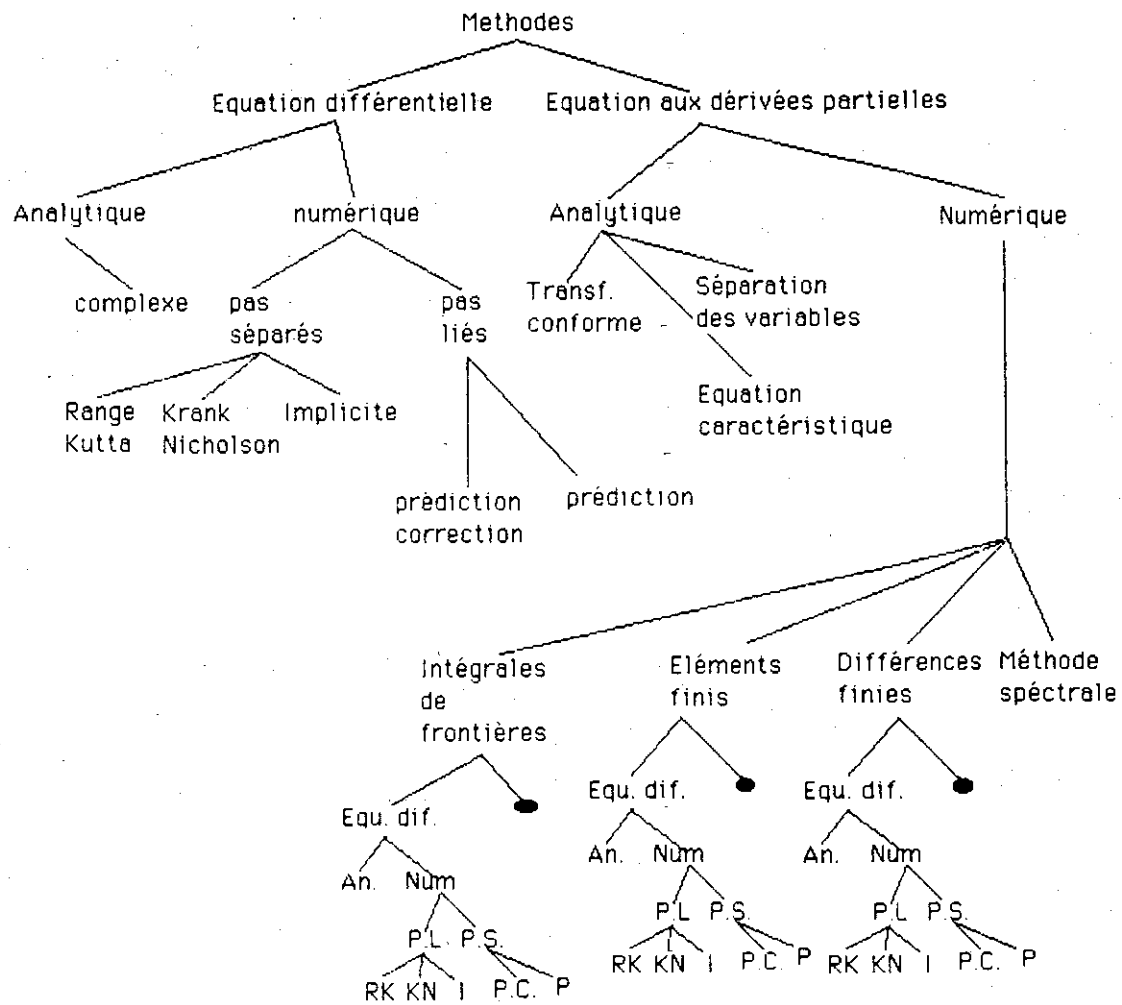 Methodes
Equation différentielle
Equation aux dérivées partielles
Analytique
numérique
Analytique
Numérique
complexe
pas
séparés
pas
liés
Transf.
conforme
Séparation
des variables
Range
Kutta
Krank
Nicholson
Implicite
Equation
caractéristique
prédiction
correction
prédiction
Intégrales
de
frontières
Eléments
finis
Différences
finies
Méthode
spéctrale
Equ. dif.
Equ. dif.
Equ. dif.
An. Num
An. Num
An. Num
P.L P.S.
P.L P.S.
P.L P.S.
RK KN I P.C. P
RK KN I P.C. P
RK KN I P.C. P